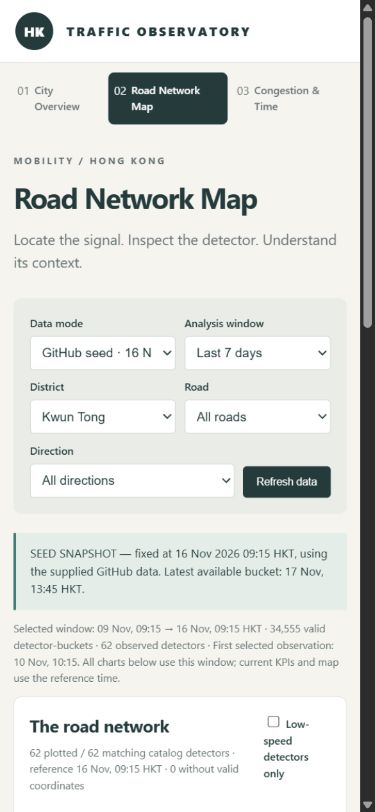 HK TRAFFIC OBSERVATORY
01 City Overview
02 Road Network Map
03 Congestion & Time
MOBILITY / HONG KONG
Road Network Map
Locate the signal. Inspect the detector. Understand
its context.
Data mode
GitHub seed · 16 N
Analysis window
Last 7 days
District
Kwun Tong
Road
All roads
Direction
All directions
Refresh data
SEED SNAPSHOT — fixed at 16 Nov 2026 09:15 HKT, using
the supplied GitHub data. Latest available bucket: 17 Nov,
13:45 HKT.
Selected window: 09 Nov, 09:15 → 16 Nov, 09:15 HKT · 34,555 valid
detector-buckets · 62 observed detectors · First selected observation:
10 Nov, 10:15. All charts below use this window; current KPIs and map
use the reference time.
The road network
62 plotted / 62 matching catalog detectors ·
reference 16 Nov, 09:15 HKT · 0 without valid
coordinates
Low-
speed
detectors
only